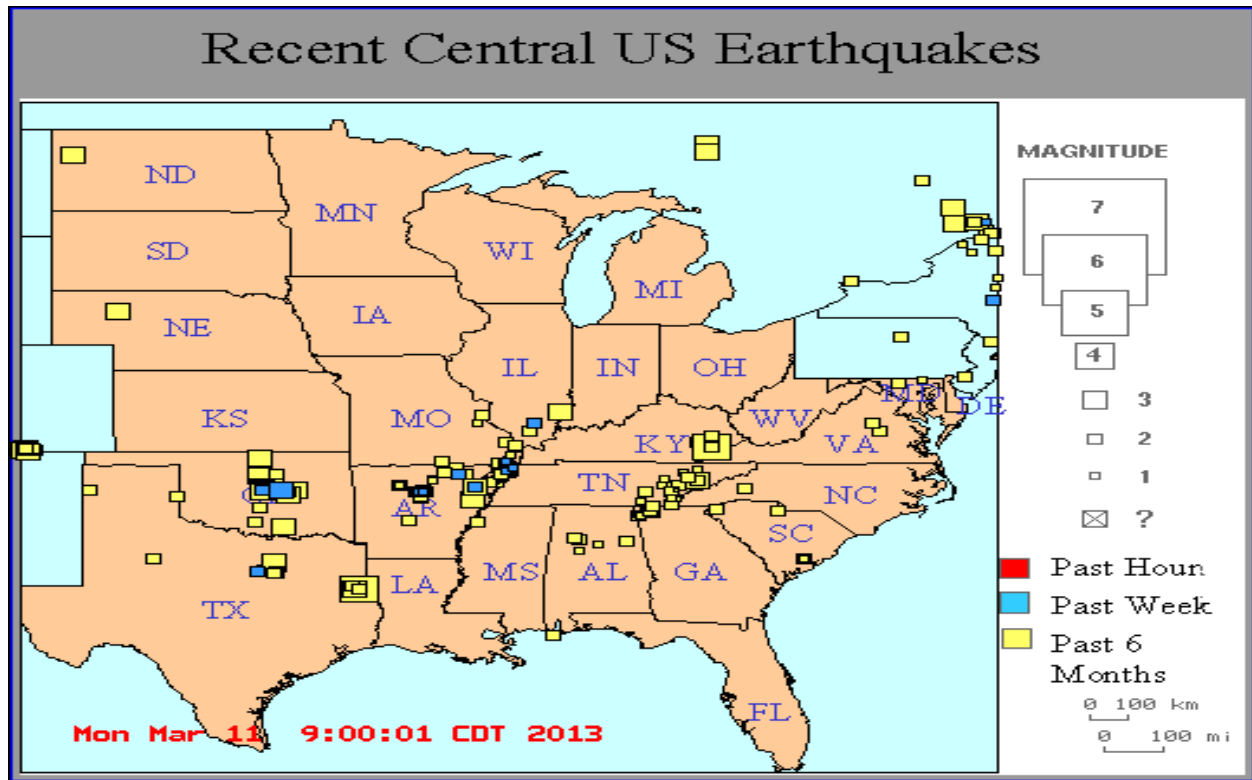 Recent Central US Earthquakes
MAGNITUDE
7
6
5
4
3
2
1
?
Past Houn
Past Week
Past 6
Months
0 100 km
0 100 mi
ND
MN
SD
WI
MI
NE
IA
IL
IN
OH
KS
MO
WV
MD
DE
KY
VA
TN
NC
AR
SC
MS
AL
GA
LA
TX
FL
Mon Mar 11 9:00:01 CDT 2013